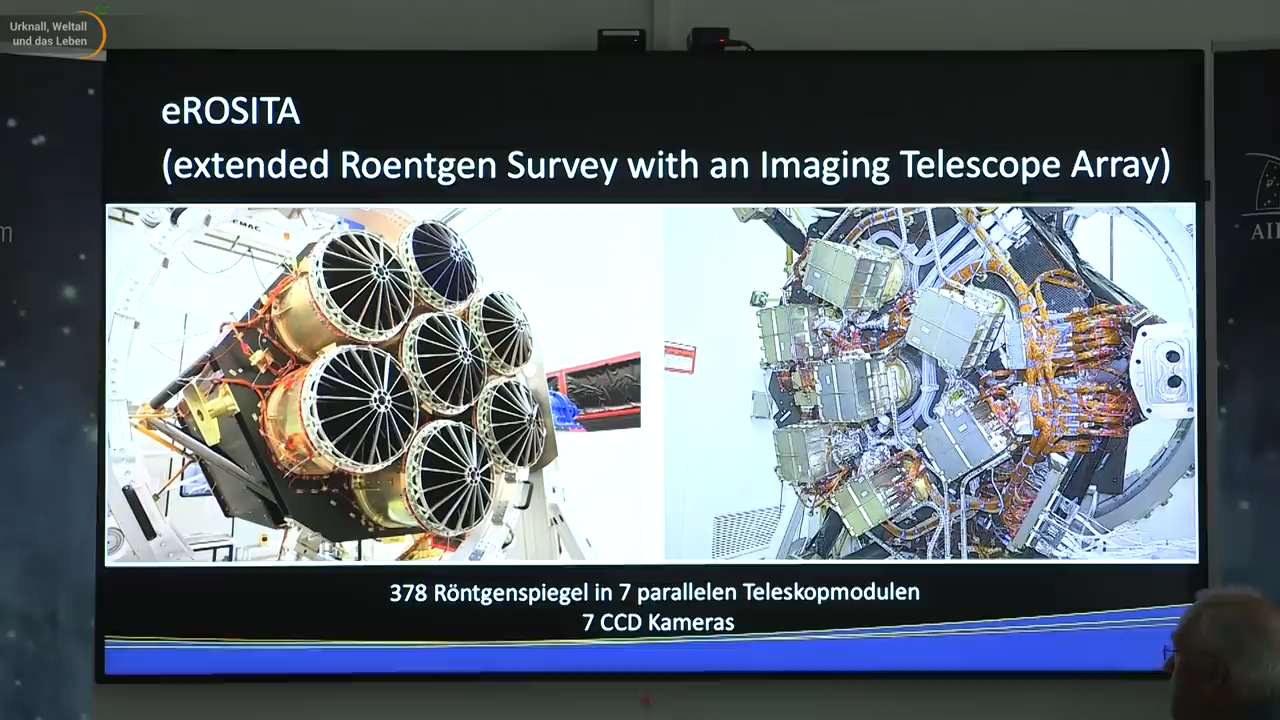 Urknall, Weltall
und das Leben
eROSITA
(extended Roentgen Survey with an Imaging Telescope Array)
378 Röntgenspiegel in 7 parallelen Teleskopmodulen
7 CCD Kameras